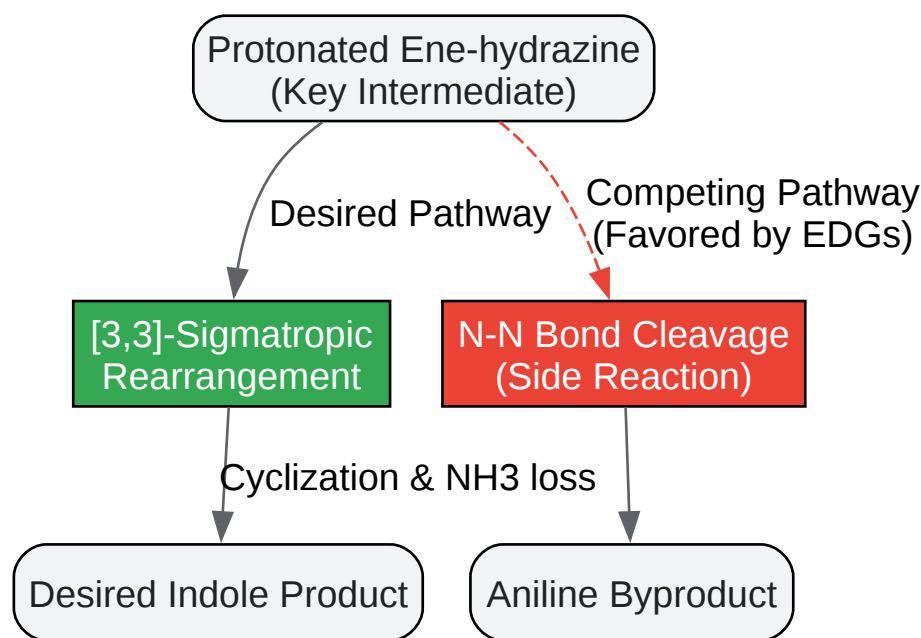 Protonated Ene-hydrazine
(Key Intermediate)
Desired Pathway
Competing Pathway
(Favored by EDGs)
[3,3]-Sigmatropic
Rearrangement
N-N Bond Cleavage
(Side Reaction)
Cyclization & NH3 loss
Desired Indole Product
Aniline Byproduct